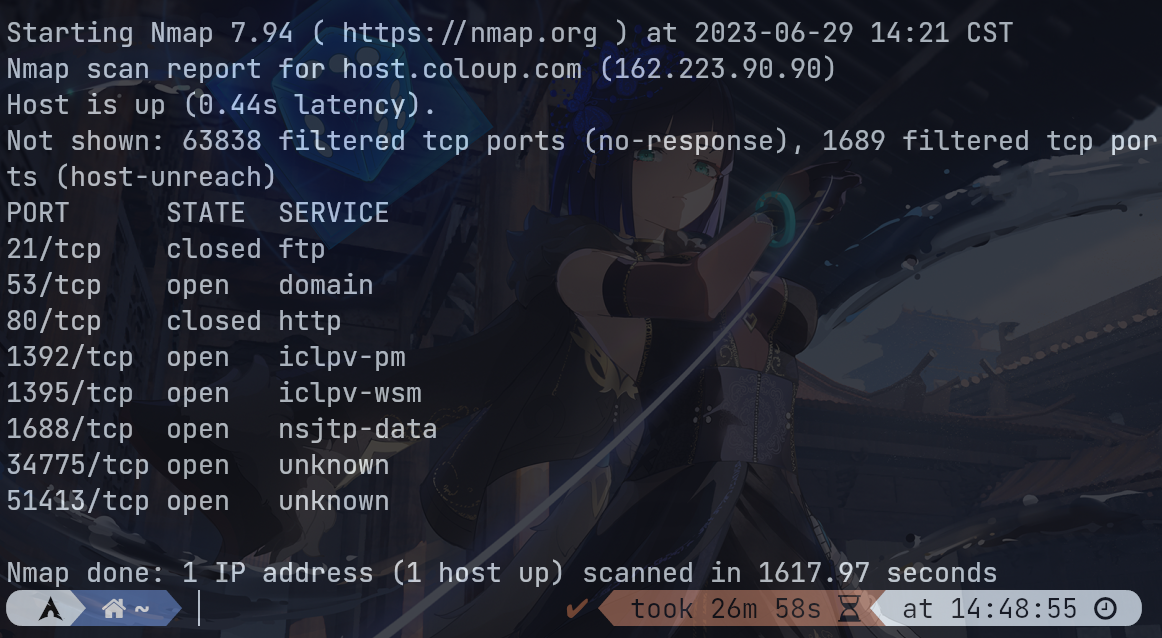 Starting Nmap 7.94 ( https://nmap.org ) at 2023-06-29 14:21 CST
Nmap scan report for host.coloup.com (162.223.90.90)
Host is up (0.44s latency).
Not shown: 63838 filtered tcp ports (no-response), 1689 filtered tcp por
ts (host-unreach)
PORT      STATE  SERVICE
21/tcp    closed ftp
53/tcp    open   domain
80/tcp    closed http
1392/tcp  open   iclpv-pm
1395/tcp  open   iclpv-wsm
1688/tcp  open   nsjtp-data
34775/tcp open   unknown
51413/tcp open   unknown
Nmap done: 1 IP address (1 host up) scanned in 1617.97 seconds
~ ✔ took 26m 58s at 14:48:55